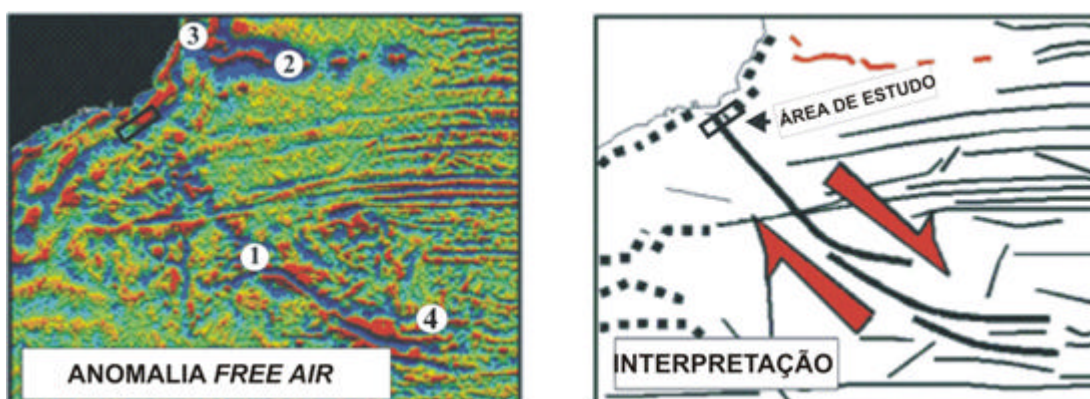 3
2
1
4
ANOMALIA FREE AIR
ÁREA DE ESTUDO
INTERPRETAÇÃO